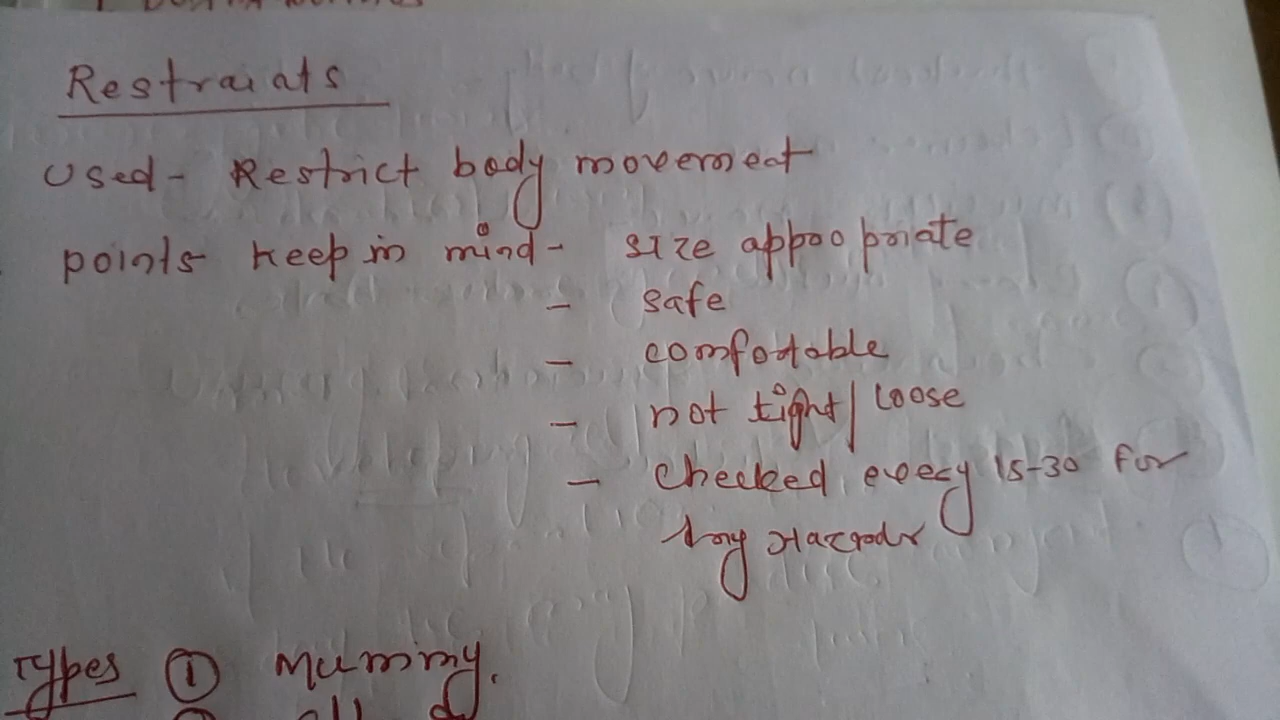 Restraints
Used - Restrict body movement
points keep in mind - size appropriate
- safe
- comfortable
- not tight/loose
- checked every 15-30 for
any Hazards
Types ① Mummy.